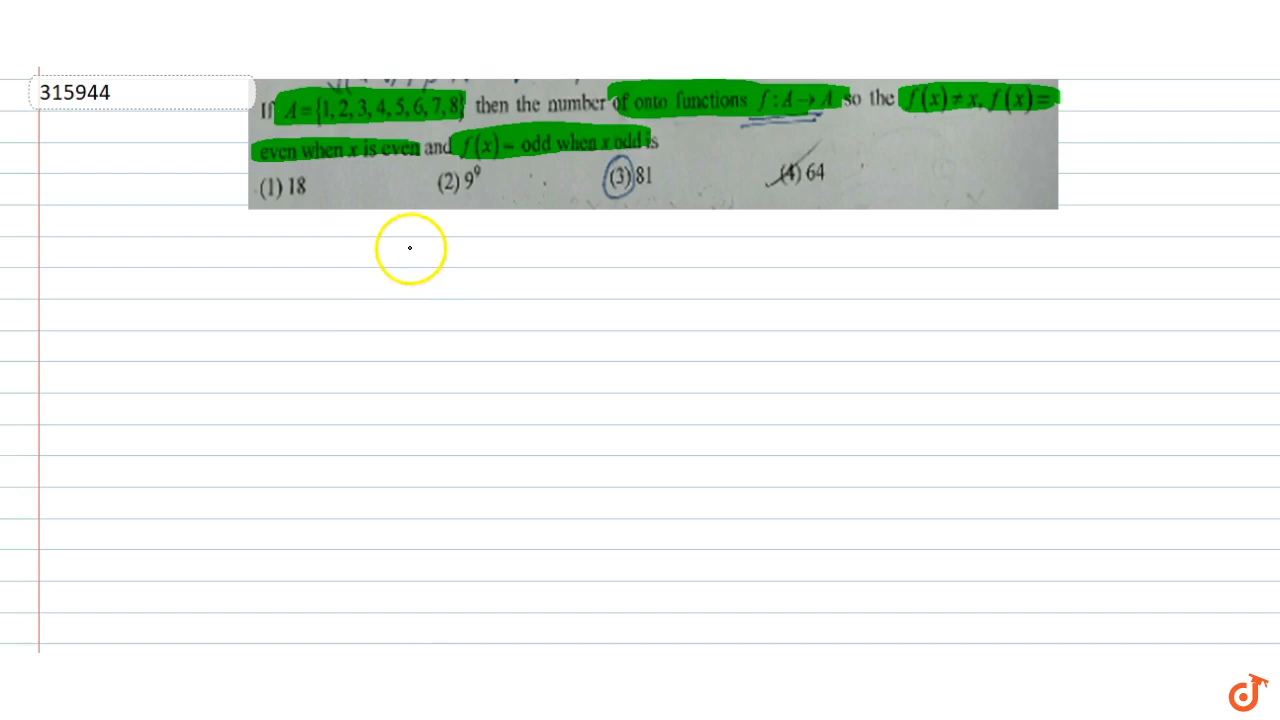 315944
If A = {1, 2, 3, 4, 5, 6, 7, 8} then the number of onto functions f : A → A so the f(x) ≠ x, f(x) =
even when x is even and f(x) = odd when x odd is
(1) 18 (2) 9⁹ (3) 81 (4) 64